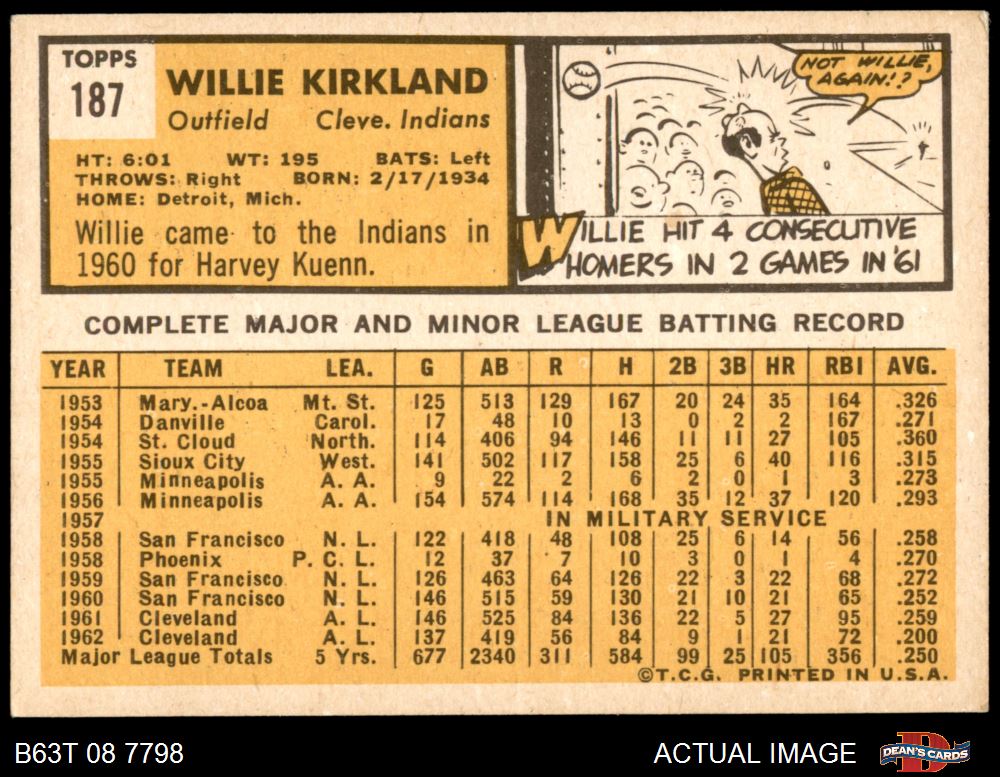 TOPPS
187
WILLIE KIRKLAND
Outfield Cleve. Indians
HT: 6:01 WT: 195 BATS: Left
THROWS: Right BORN: 2/17/1934
HOME: Detroit, Mich.
Willie came to the Indians in
1960 for Harvey Kuenn.
NOT WILLIE,
AGAIN!?
WILLIE HIT 4 CONSECUTIVE
HOMERS IN 2 GAMES IN '61
COMPLETE MAJOR AND MINOR LEAGUE BATTING RECORD
YEAR TEAM LEA. G AB R H 2B 3B HR RBI AVG.
1953 Mary.-Alcoa Mt. St. 125 513 129 167 20 24 35 164 .326
1954 Danville Carol. 17 48 10 13 0 2 2 167 .271
1954 St. Cloud North. 114 406 94 146 11 11 27 105 .360
1955 Sioux City West. 141 502 117 158 25 6 40 116 .315
1955 Minneapolis A. A. 9 22 2 6 2 0 1 3 .273
1956 Minneapolis A. A. 154 574 114 168 35 12 37 120 .293
1957 IN MILITARY SERVICE
1958 San Francisco N. L. 122 418 48 108 25 6 14 56 .258
1958 Phoenix P. C. L. 12 37 7 10 3 0 1 4 .270
1959 San Francisco N. L. 126 463 64 126 22 3 22 68 .272
1960 San Francisco N. L. 146 515 59 130 21 10 21 65 .252
1961 Cleveland A. L. 146 525 84 136 22 5 27 95 .259
1962 Cleveland A. L. 137 419 56 84 9 1 21 72 .200
Major League Totals 5 Yrs. 677 2340 311 584 99 25 105 356 .250
©T.C.G. PRINTED IN U.S.A.
B63T 08 7798 ACTUAL IMAGE
DEAN'S CARDS